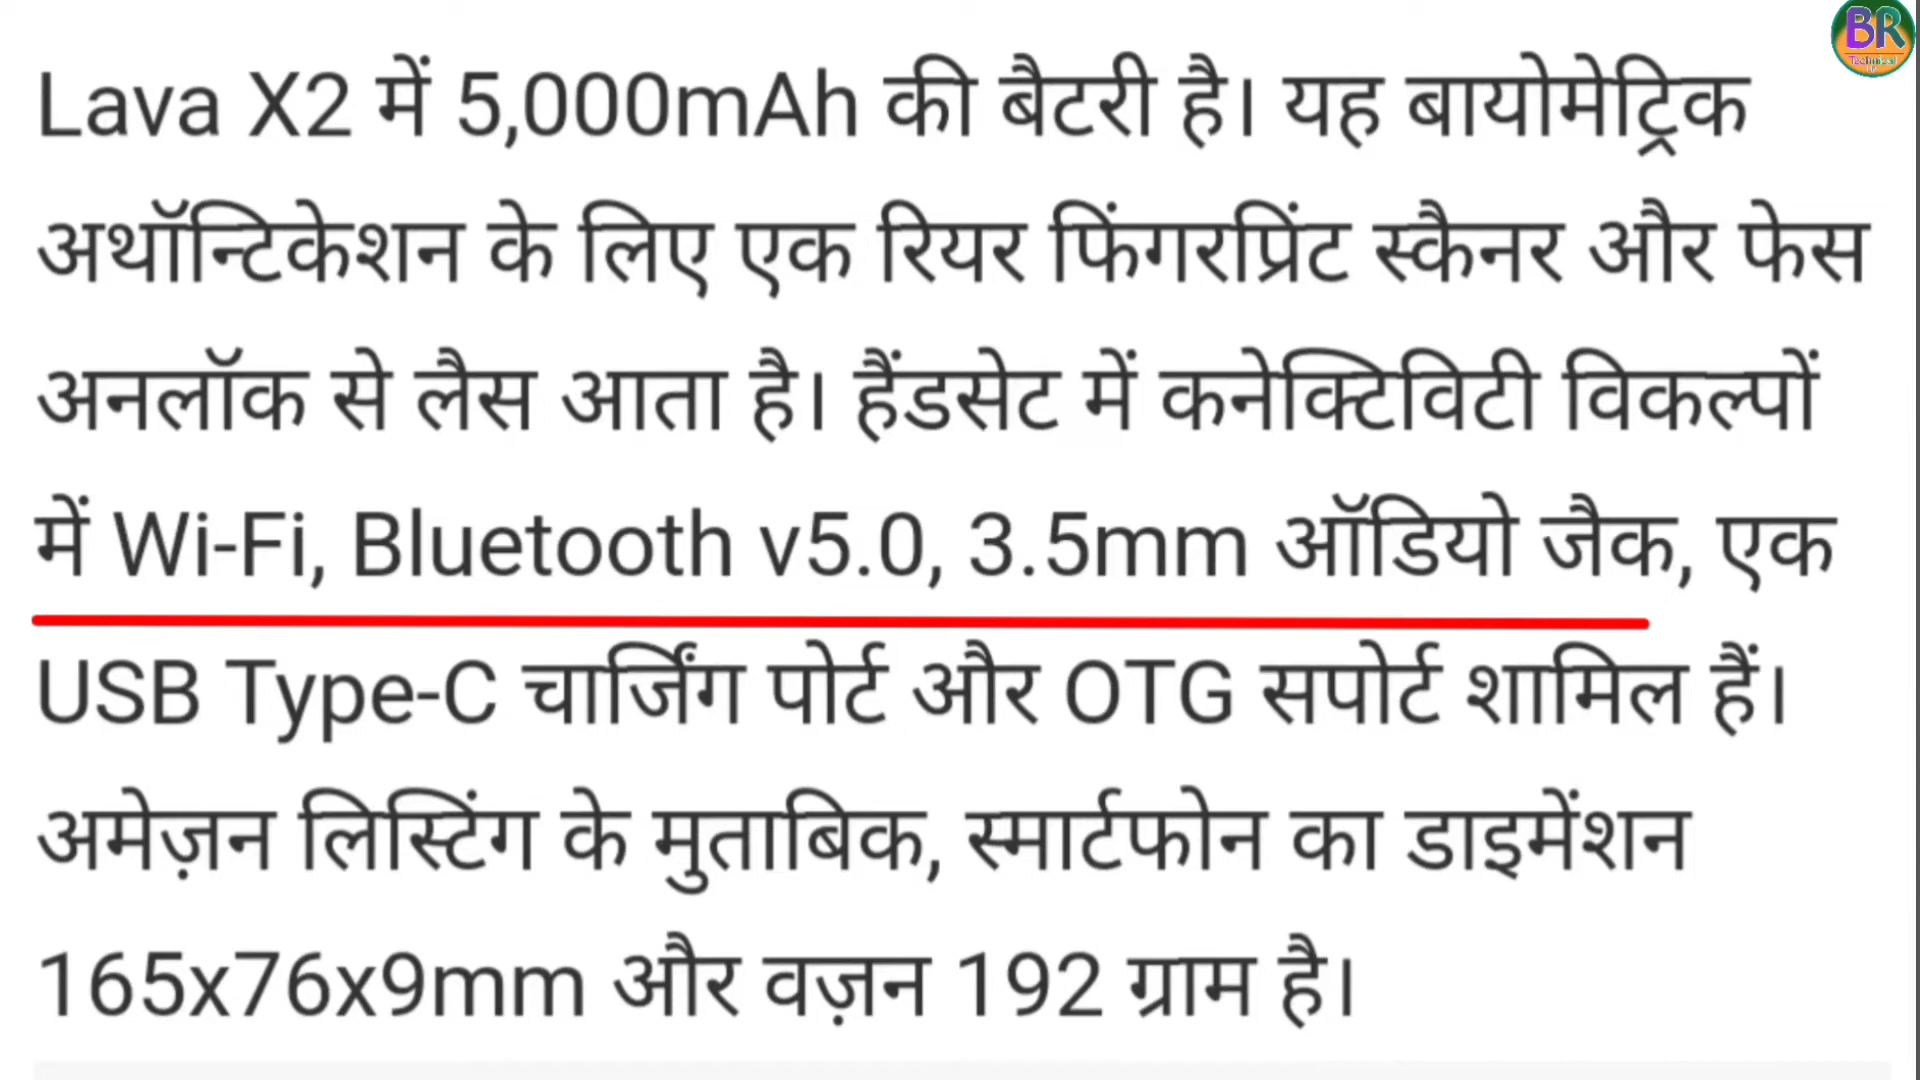 BR
Technical
Lava X2 में 5,000mAh की बैटरी है। यह बायोमेट्रिक
अथॉन्टिकेशन के लिए एक रियर फिंगरप्रिंट स्कैनर और फेस
अनलॉक से लैस आता है। हैंडसेट में कनेक्टिविटी विकल्पों
में Wi-Fi, Bluetooth v5.0, 3.5mm ऑडियो जैक, एक
USB Type-C चार्जिंग पोर्ट और OTG सपोर्ट शामिल हैं।
अमेज़न लिस्टिंग के मुताबिक, स्मार्टफोन का डाइमेंशन
165x76x9mm और वज़न 192 ग्राम है।